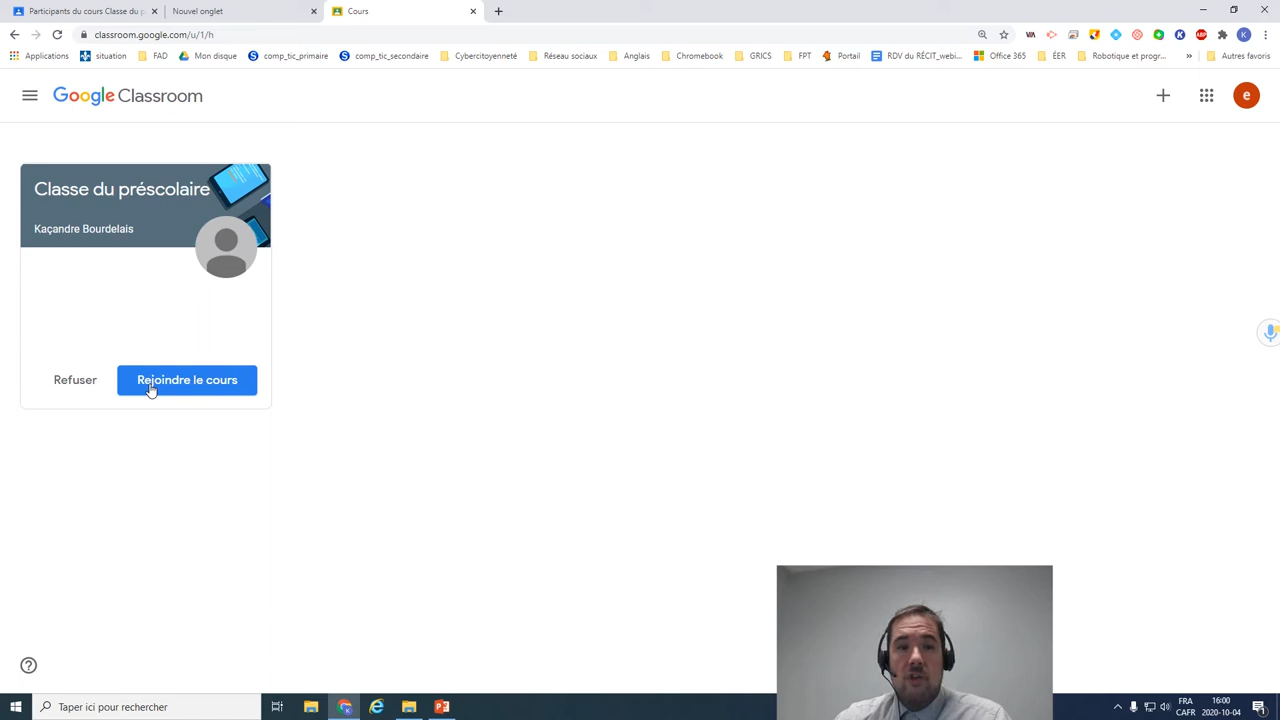 Participants du cours Classe du p
Nouvel onglet
Cours
classroom.google.com/u/1/h
Applications
situation
FAD
Mon disque
comp_tic_primaire
comp_tic_secondaire
Cybercitoyenneté
Réseau sociaux
Anglais
Chromebook
GRICS
FPT
Portail
RDV du RÉCIT_webi...
Office 365
ÉER
Robotique et progr...
»
Autres favoris
Google Classroom
e
Classe du préscolaire
Kaçandre Bourdelais
Refuser
Rejoindre le cours
Taper ici pour rechercher
FRA
CAFR
16:00
2020-10-04